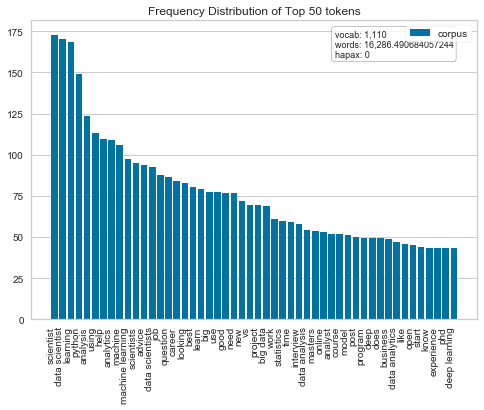 Frequency Distribution of Top 50 tokens
175
150
125
100
75
50
25
0
vocab: 1,110
words: 16,286.490684057244
hapax: 0
corpus
scientist
data scientist
learning
python
analysis
using
help
analytics
machine
machine learning
scientists
advice
data scientists
job
question
career
looking
best
learn
big
use
good
need
new
vs
project
big data
work
statistics
time
interview
data analysis
masters
online
analyst
course
model
post
program
deep
does
business
data analytics
like
open
start
know
experience
phd
deep learning